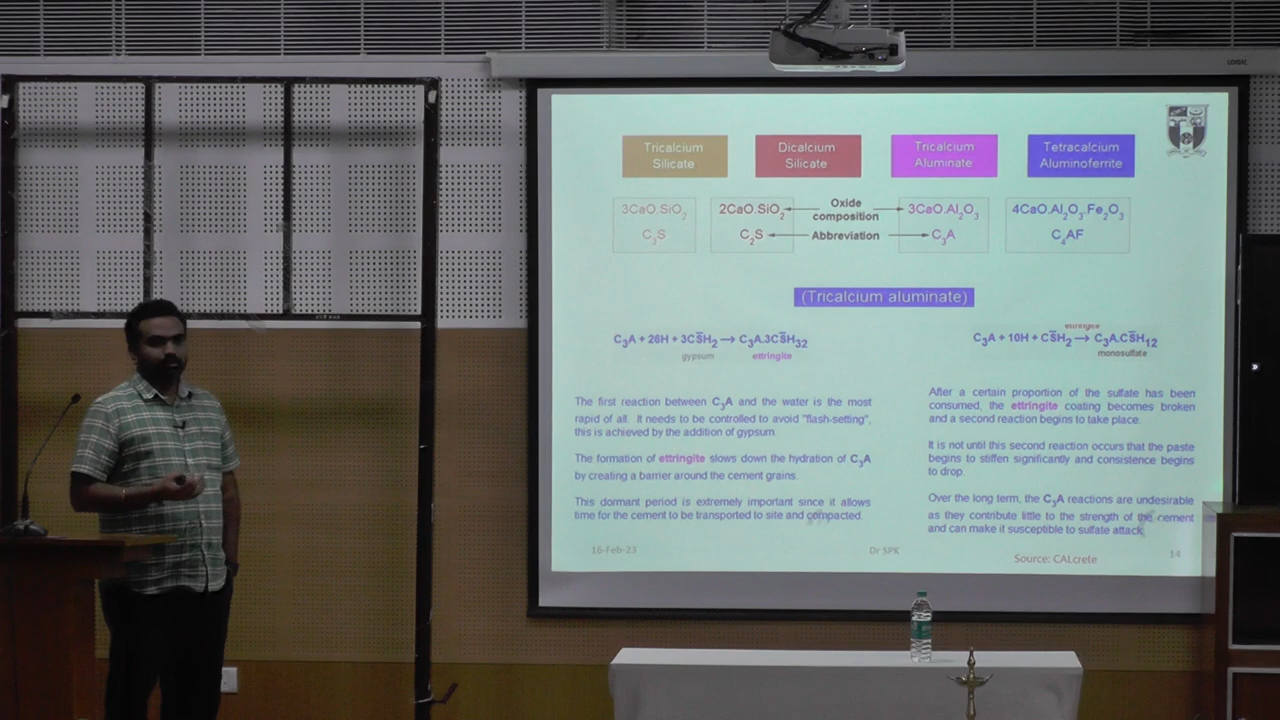 LOGIC
Tricalcium
Silicate
Dicalcium
Silicate
Tricalcium
Aluminate
Tetracalcium
Aluminoferrite
3CaO.SiO₂
C₃S
2CaO.SiO₂
C₂S
Oxide
composition
Abbreviation
3CaO.Al₂O₃
C₃A
4CaO.Al₂O₃.Fe₂O₃
C₄AF
(Tricalcium aluminate)
C₃A + 26H + 3CS̅H₂ → C₃A.3CS̅H₃₂
gypsum ettringite
The first reaction between C₃A and the water is the most
rapid of all. It needs to be controlled to avoid "flash-setting",
this is achieved by the addition of gypsum.
The formation of ettringite slows down the hydration of C₃A
by creating a barrier around the cement grains.
This dormant period is extremely important since it allows
time for the cement to be transported to site and compacted.
ettringite
C₃A + 10H + CS̅H₂ → C₃A.CS̅H₁₂
monosulfate
After a certain proportion of the sulfate has been
consumed, the ettringite coating becomes broken
and a second reaction begins to take place.
It is not until this second reaction occurs that the paste
begins to stiffen significantly and consistence begins
to drop.
Over the long term, the C₃A reactions are undesirable
as they contribute little to the strength of the cement
and can make it susceptible to sulfate attack.
16-Feb-23
Dr SPK
Source: CALcrete
14